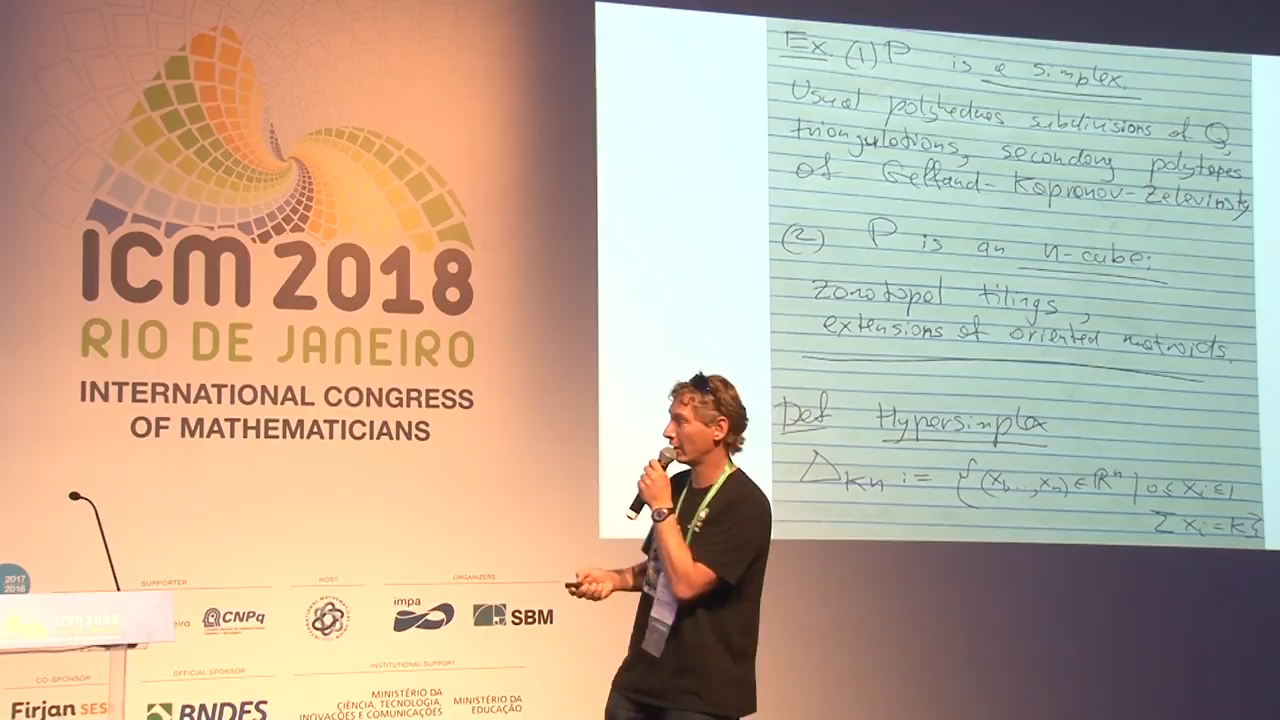 ICM 2018
RIO DE JANEIRO
INTERNATIONAL CONGRESS
OF MATHEMATICIANS
Ex. (1) P is a simplex.
Usual polyhedral subdivisions of Q,
triangulations, secondary polytopes
of Gelfand-Kapranov-Zelevinsky
(2) P is an n-cube:
zonotopal tilings,
extensions of oriented matroids.
Def Hypersimplex
Δkn := {(x1,...,xn) ∈ ℝⁿ | 0 ≤ xi ≤ 1
Σ xi = k}
2017
2018
ICM 2018
RIO DE JANEIRO
SUPPORTER
HOST
ORGANIZERS
CNPq
impa
SBM
CO-SPONSOR
OFFICIAL SPONSOR
INSTITUTIONAL SUPPORT
Firjan SESI
BNDES
MINISTÉRIO DA
CIÊNCIA, TECNOLOGIA,
INOVAÇÕES E COMUNICAÇÕES
MINISTÉRIO DA
EDUCAÇÃO